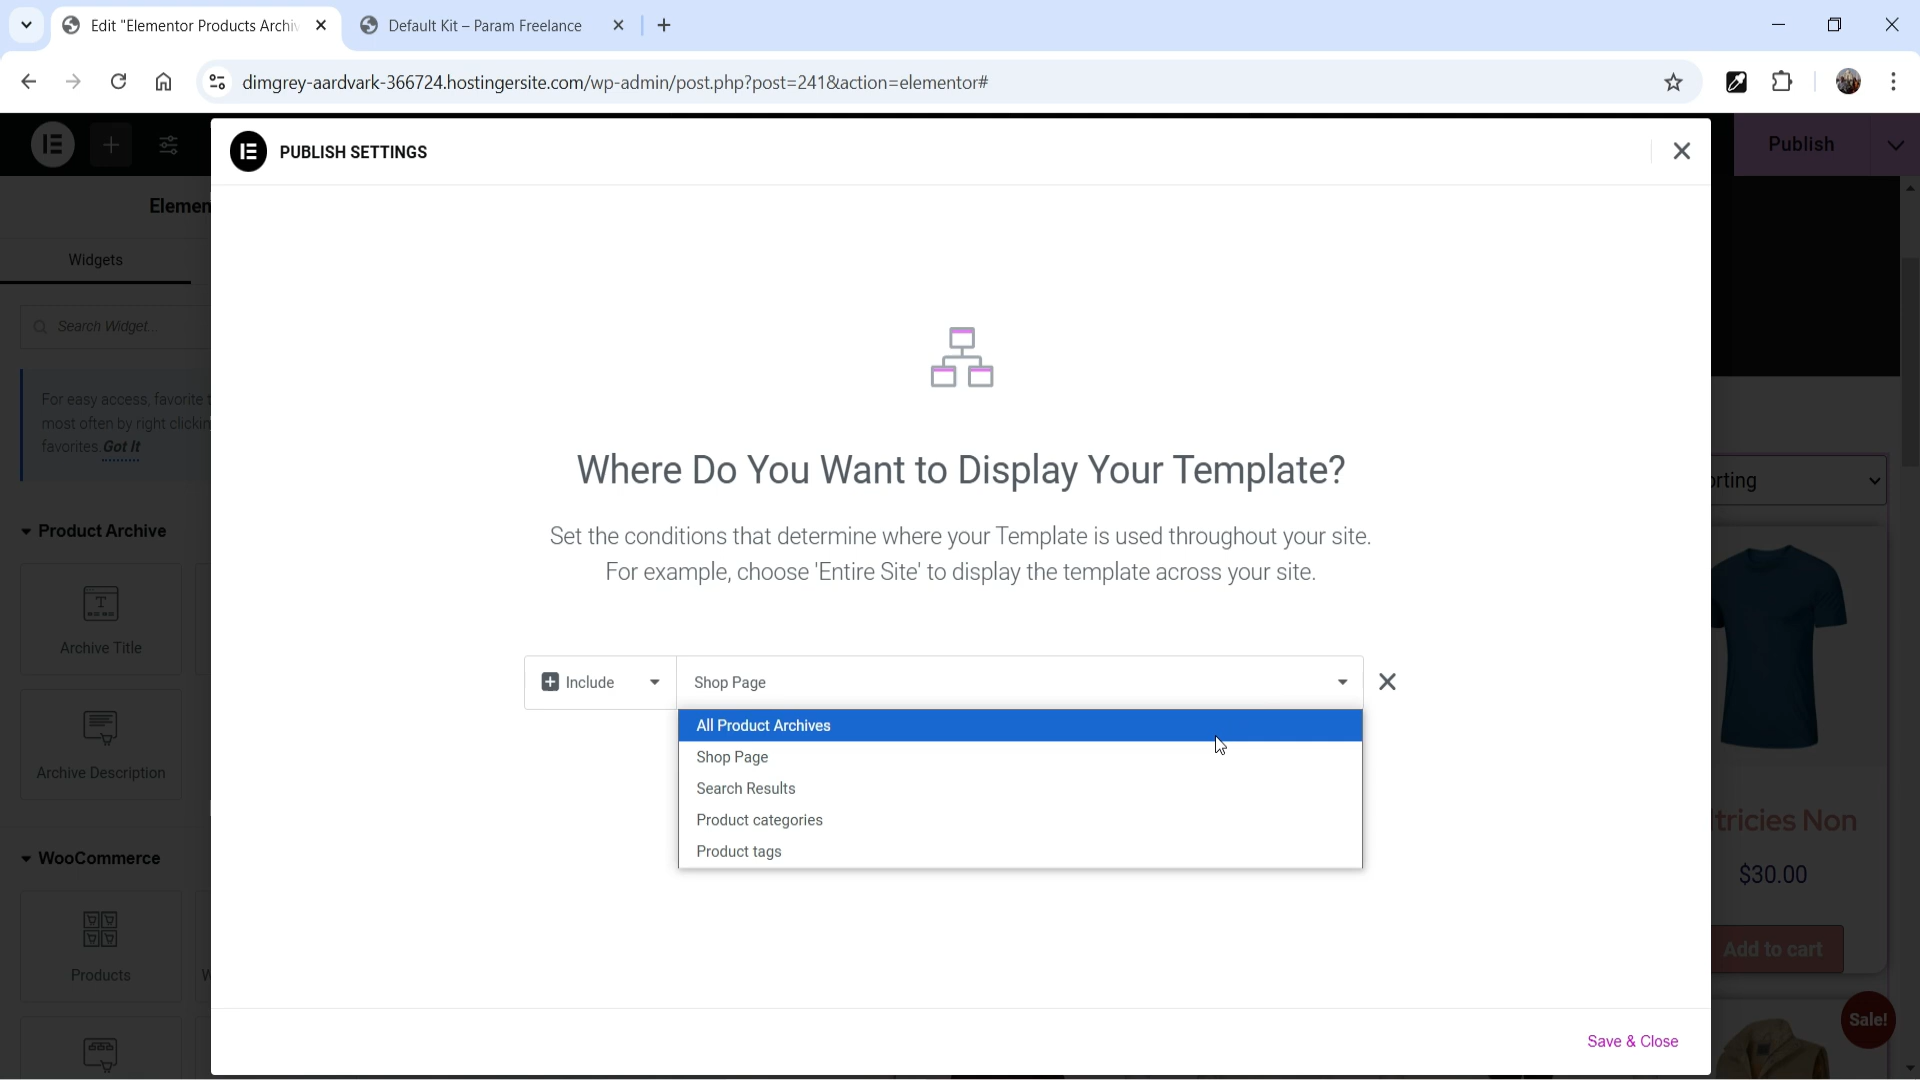 Edit "Elementor Products Archiv
Default Kit – Param Freelance
dimgrey-aardvark-366724.hostingersite.com/wp-admin/post.php?post=241&action=elementor#
PUBLISH SETTINGS
Publish
Elemen
Widgets
Search Widget...
For easy access, favorite t
most often by right clickin
favorites. Got It
Product Archive
Archive Title
Archive Description
WooCommerce
Products
W
Where Do You Want to Display Your Template?
Set the conditions that determine where your Template is used throughout your site.
For example, choose 'Entire Site' to display the template across your site.
Include
Shop Page
All Product Archives
Shop Page
Search Results
Product categories
Product tags
Save & Close
orting
tricies Non
$30.00
Add to cart
Sale!